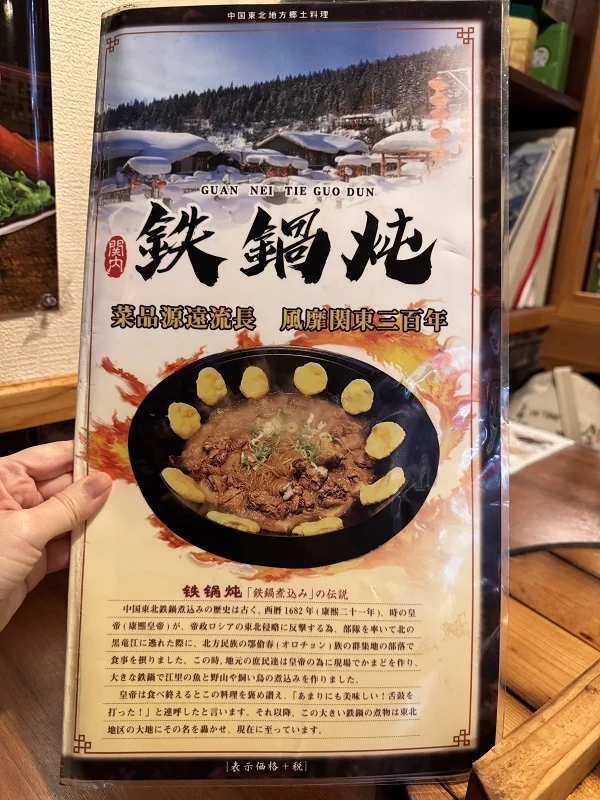 中国東北地方郷土料理
GUAN NEI TIE GUO DUN
関内
鉄鍋炖
菜品源遠流長 風靡関東三百年
铁锅炖「鉄鍋煮込み」の伝説
中国東北鉄鍋煮込みの歴史は古く、西暦1682年(康熙二十一年)、時の皇
帝(康熙皇帝)が、帝政ロシアの東北侵略に反撃する為、部隊を率いて北の
黒竜江に逃れた際に、北方民族の鄂倫春(オロチョン)族の群集地の部落で
食事を摂りました。この時、地元の庶民達は皇帝の為に現場でかまどを作り、
大きな鉄鍋で江里の魚と野山や飼い鳥の煮込みを作りました。
皇帝は食べ終えるとこの料理を褒め讃え、「あまりにも美味しい!舌鼓を
打った!」と連呼したと言います。それ以降、この大きい鉄鍋の煮物は東北
地区の大地にその名を轟かせ、現在に至っています。
|表示価格+税|